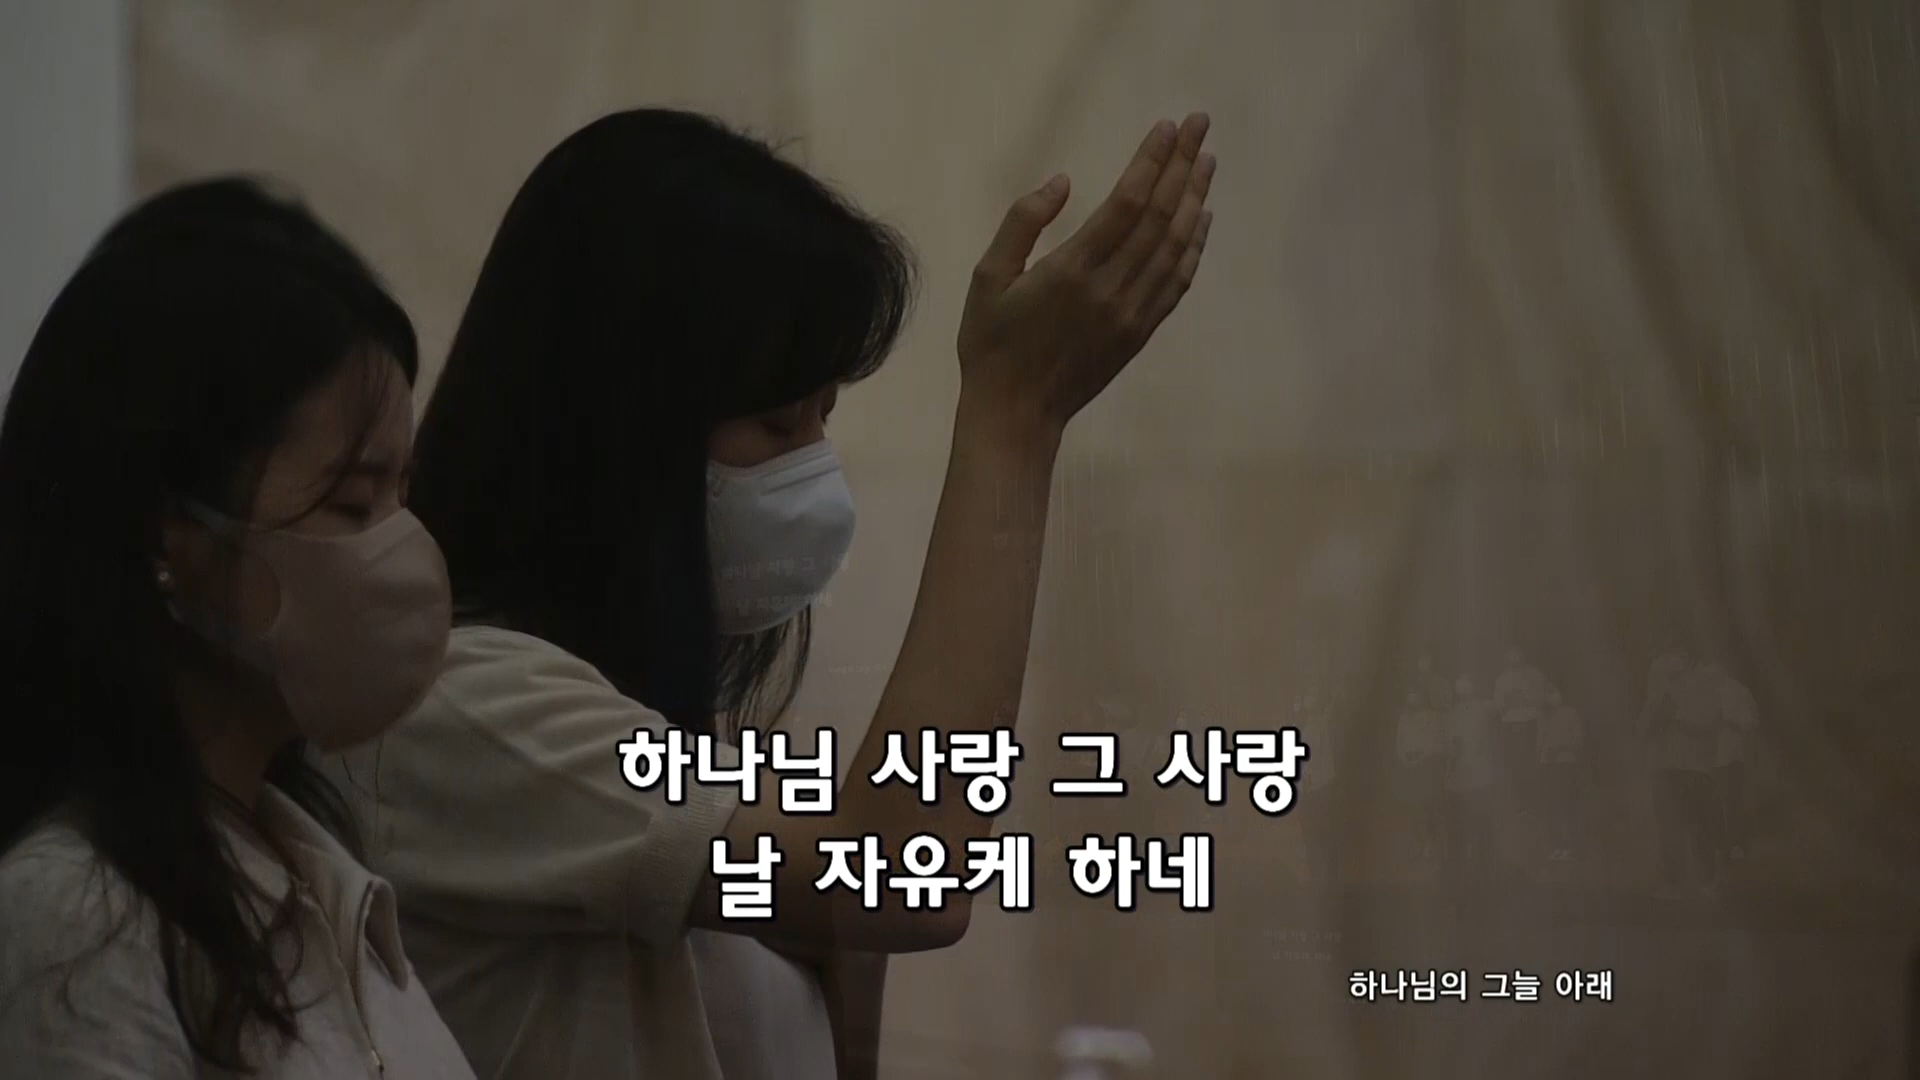 하나님 사랑 그 사랑
날 자유케 하네
하나님의 그늘 아래